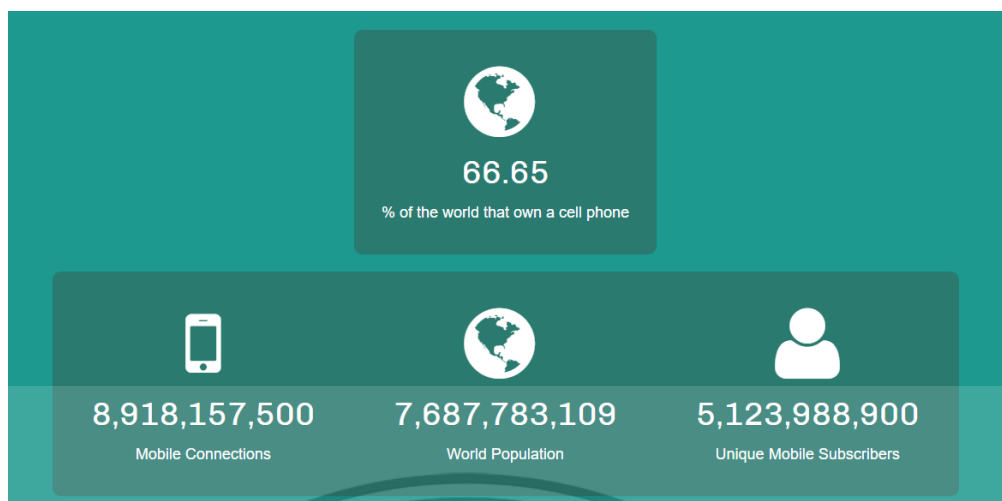 66.65
% of the world that own a cell phone
8,918,157,500
7,687,783,109
5,123,988,900
Mobile Connections
World Population
Unique Mobile Subscribers